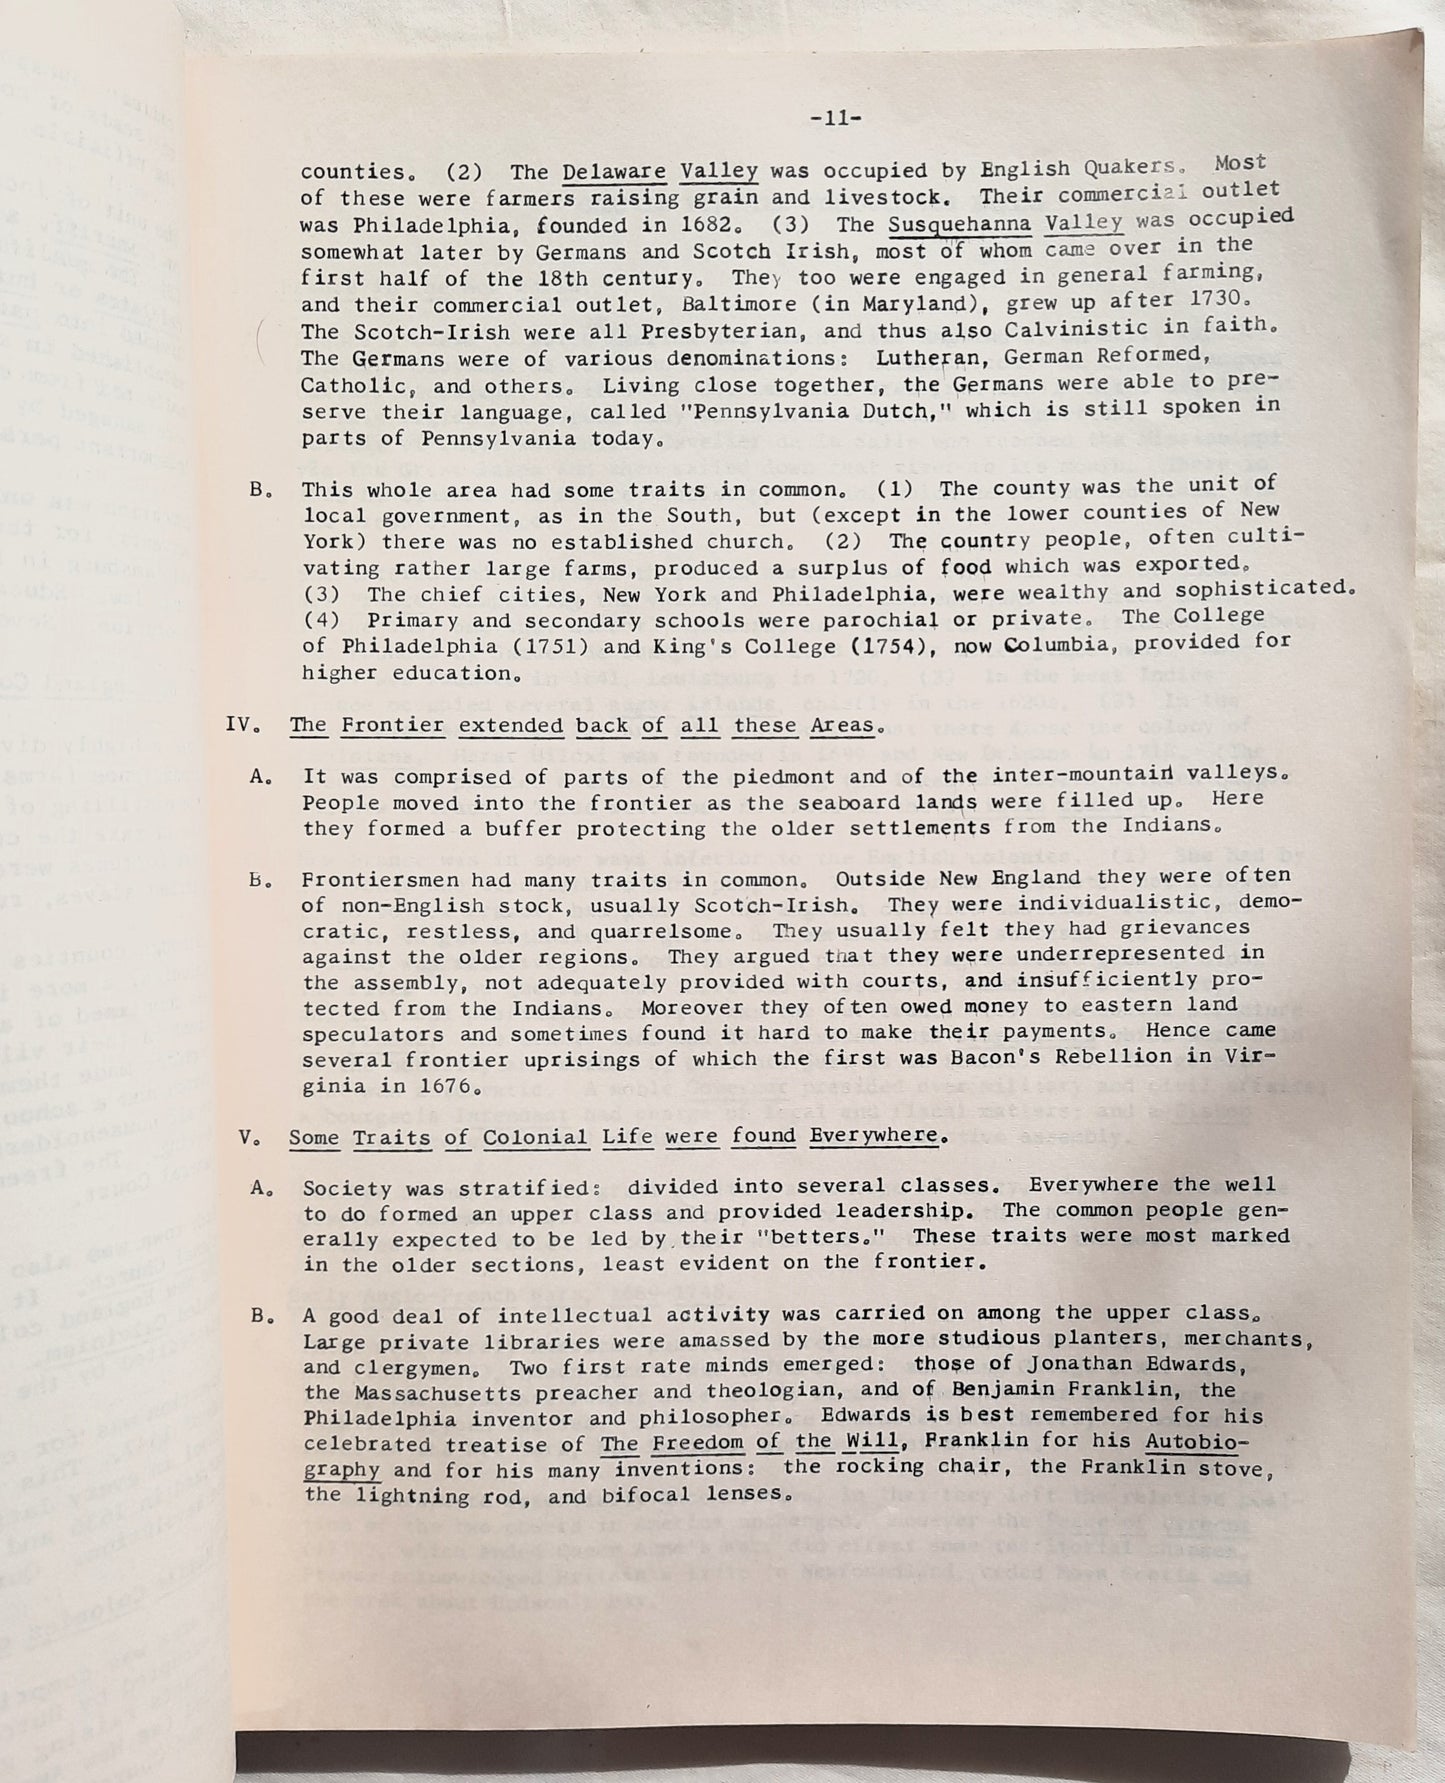 -11-
counties. (2) The Delaware Valley was occupied by English Quakers. Most
of these were farmers raising grain and livestock. Their commercial outlet
was Philadelphia, founded in 1682. (3) The Susquehanna Valley was occupied
somewhat later by Germans and Scotch Irish, most of whom came over in the
first half of the 18th century. They too were engaged in general farming,
and their commercial outlet, Baltimore (in Maryland), grew up after 1730.
The Scotch-Irish were all Presbyterian, and thus also Calvinistic in faith.
The Germans were of various denominations: Lutheran, German Reformed,
Catholic, and others. Living close together, the Germans were able to pre-
serve their language, called "Pennsylvania Dutch," which is still spoken in
parts of Pennsylvania today.
B. This whole area had some traits in common. (1) The county was the unit of
local government, as in the South, but (except in the lower counties of New
York) there was no established church. (2) The country people, often culti-
vating rather large farms, produced a surplus of food which was exported.
(3) The chief cities, New York and Philadelphia, were wealthy and sophisticated.
(4) Primary and secondary schools were parochial or private. The College
of Philadelphia (1751) and King's College (1754), now Columbia, provided for
higher education.
IV. The Frontier extended back of all these Areas.
A. It was comprised of parts of the piedmont and of the inter-mountain valleys.
People moved into the frontier as the seaboard lands were filled up. Here
they formed a buffer protecting the older settlements from the Indians.
B. Frontiersmen had many traits in common. Outside New England they were often
of non-English stock, usually Scotch-Irish. They were individualistic, demo-
cratic, restless, and quarrelsome. They usually felt they had grievances
against the older regions. They argued that they were underrepresented in
the assembly, not adequately provided with courts, and insufficiently pro-
tected from the Indians. Moreover they often owed money to eastern land
speculators and sometimes found it hard to make their payments. Hence came
several frontier uprisings of which the first was Bacon's Rebellion in Vir-
ginia in 1676.
V. Some Traits of Colonial Life were found Everywhere.
A. Society was stratified: divided into several classes. Everywhere the well
to do formed an upper class and provided leadership. The common people gen-
erally expected to be led by their "betters." These traits were most marked
in the older sections, least evident on the frontier.
B. A good deal of intellectual activity was carried on among the upper class.
Large private libraries were amassed by the more studious planters, merchants,
and clergymen. Two first rate minds emerged: those of Jonathan Edwards,
the Massachusetts preacher and theologian, and of Benjamin Franklin, the
Philadelphia inventor and philosopher. Edwards is best remembered for his
celebrated treatise of The Freedom of the Will, Franklin for his Autobio-
graphy and for his many inventions: the rocking chair, the Franklin stove,
the lightning rod, and bifocal lenses.